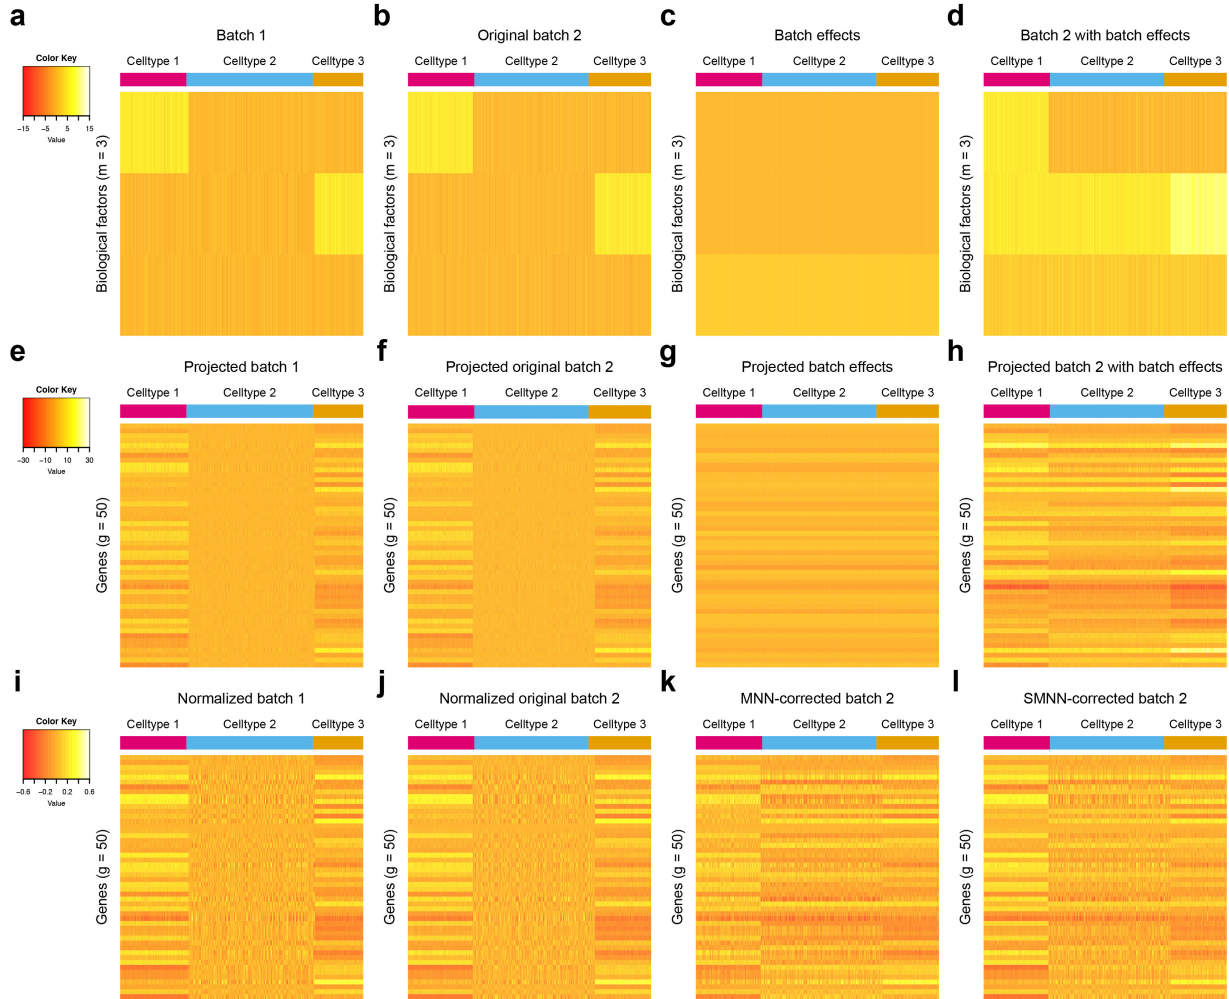 a
b
c
d
Batch 1
Original batch 2
Batch effects
Batch 2 with batch effects
Color Key
−15 −5 5 15
Value
Celltype 1 Celltype 2 Celltype 3
Celltype 1 Celltype 2 Celltype 3
Celltype 1 Celltype 2 Celltype 3
Celltype 1 Celltype 2 Celltype 3
Biological factors (m = 3)
Biological factors (m = 3)
Biological factors (m = 3)
Biological factors (m = 3)
e
f
g
h
Projected batch 1
Projected original batch 2
Projected batch effects
Projected batch 2 with batch effects
Color Key
−30 −10 10 30
Value
Celltype 1 Celltype 2 Celltype 3
Celltype 1 Celltype 2 Celltype 3
Celltype 1 Celltype 2 Celltype 3
Celltype 1 Celltype 2 Celltype 3
Genes (g = 50)
Genes (g = 50)
Genes (g = 50)
Genes (g = 50)
i
j
k
l
Normalized batch 1
Normalized original batch 2
MNN-corrected batch 2
SMNN-corrected batch 2
Color Key
−0.6 −0.2 0.2 0.6
Value
Celltype 1 Celltype 2 Celltype 3
Celltype 1 Celltype 2 Celltype 3
Celltype 1 Celltype 2 Celltype 3
Celltype 1 Celltype 2 Celltype 3
Genes (g = 50)
Genes (g = 50)
Genes (g = 50)
Genes (g = 50)